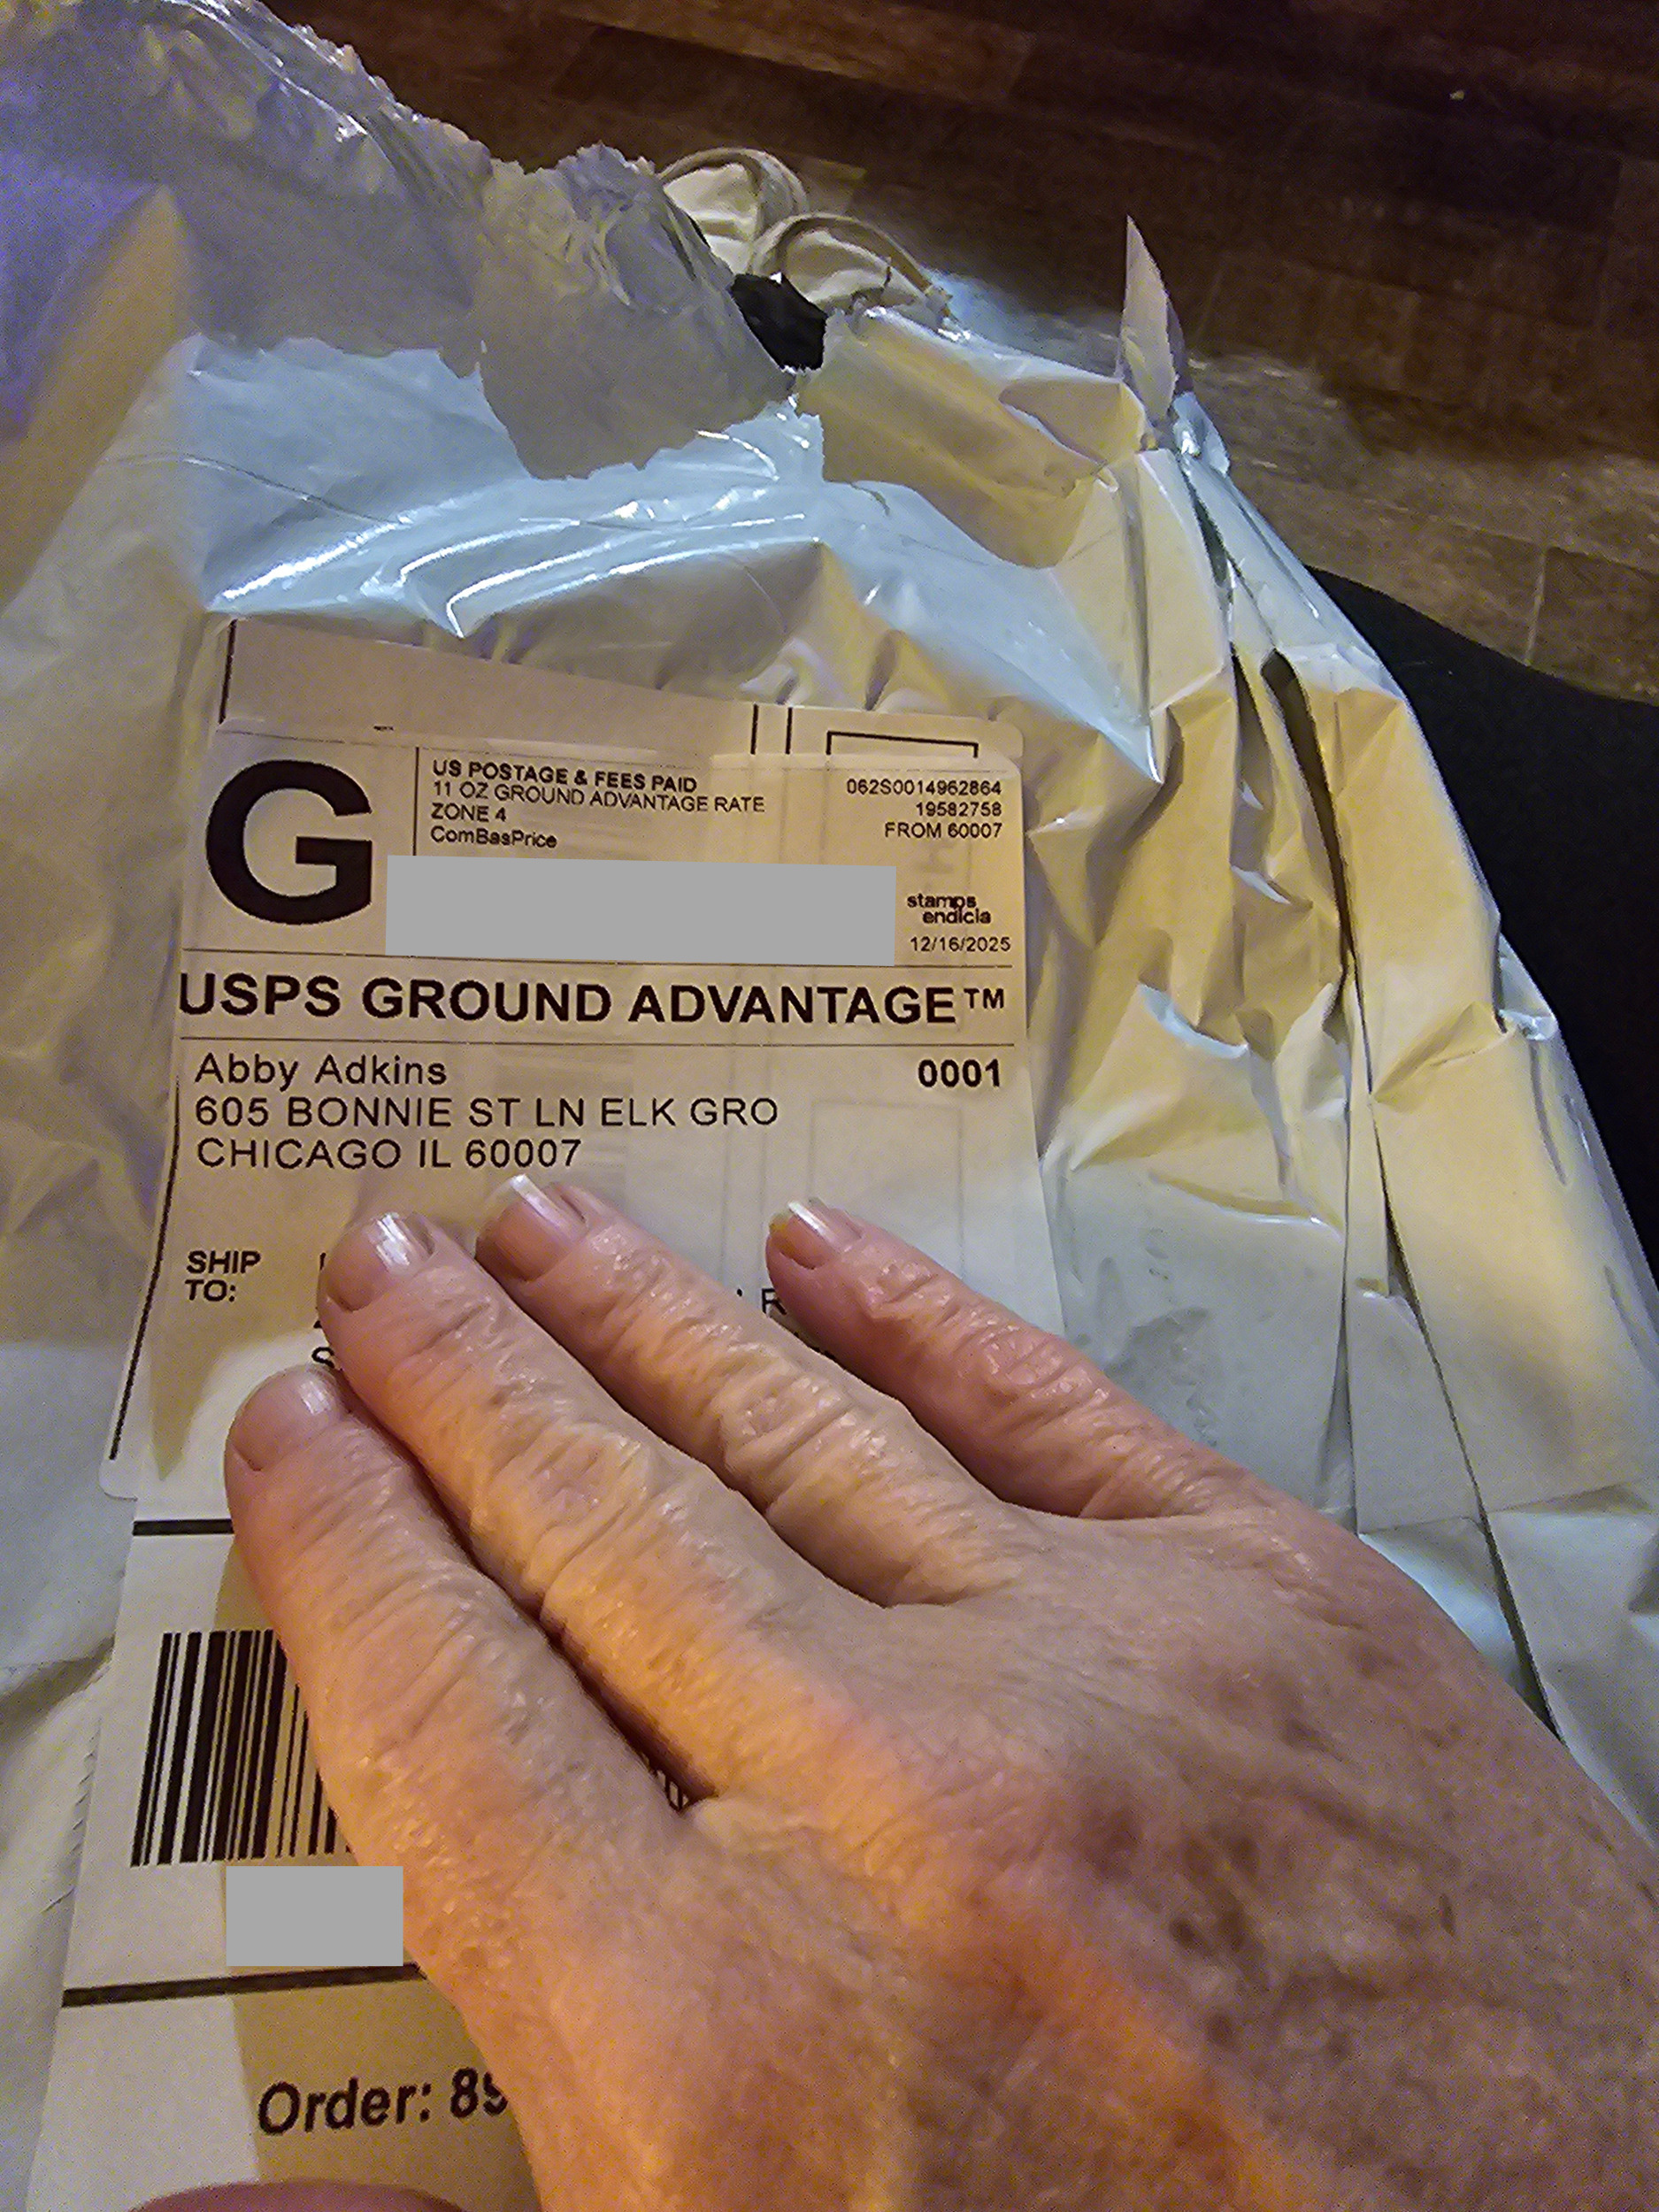 G
US POSTAGE & FEES PAID
11 OZ GROUND ADVANTAGE RATE
ZONE 4
ComBasPrice
062S0014962864
19582758
FROM 60007
stamps
endicia
12/16/2025
USPS GROUND ADVANTAGE™
Abby Adkins
0001
605 BONNIE ST LN ELK GRO
CHICAGO IL 60007
SHIP
TO:
R
S
Order: 89